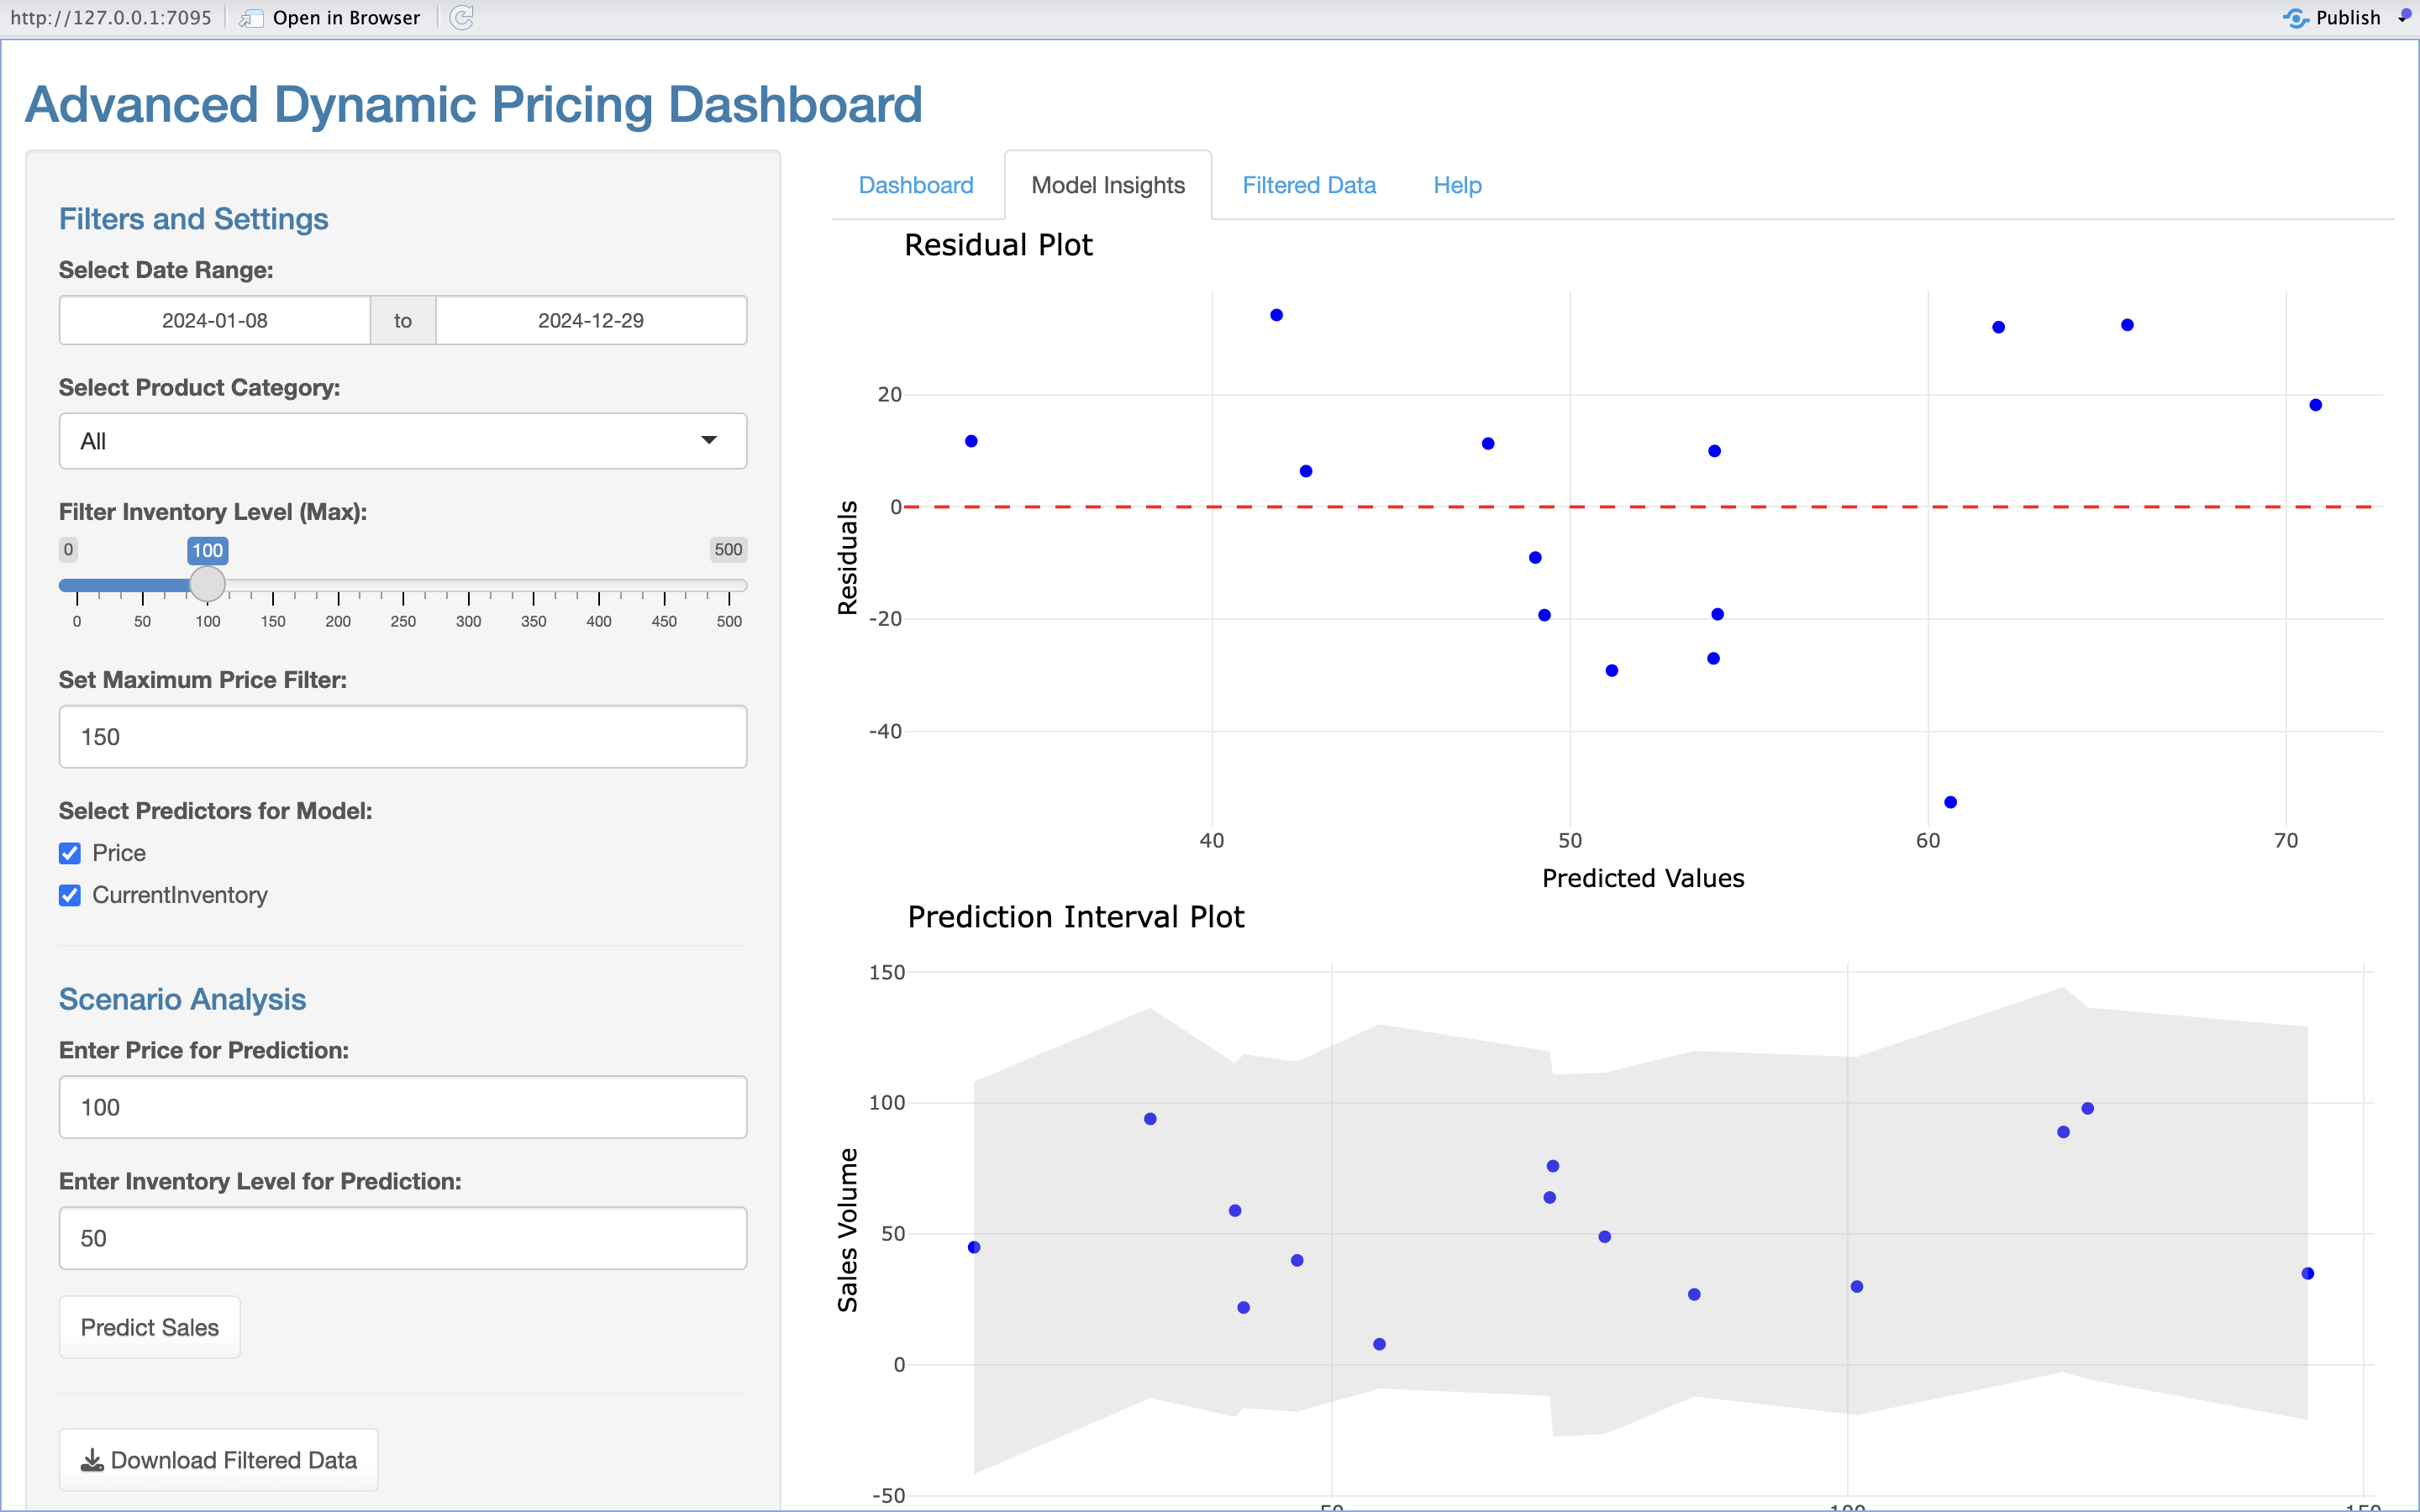 http://127.0.0.1:7095 Open in Browser Publish
Advanced Dynamic Pricing Dashboard
Filters and Settings
Select Date Range:
2024-01-08 to 2024-12-29
Select Product Category:
All
Filter Inventory Level (Max):
0 100 500
0 50 100 150 200 250 300 350 400 450 500
Set Maximum Price Filter:
150
Select Predictors for Model:
Price
CurrentInventory
Scenario Analysis
Enter Price for Prediction:
100
Enter Inventory Level for Prediction:
50
Predict Sales
Download Filtered Data
Dashboard Model Insights Filtered Data Help
Residual Plot
20
0
-20
-40
Residuals
40 50 60 70
Predicted Values
Prediction Interval Plot
150
100
50
0
-50
Sales Volume
50 100 150